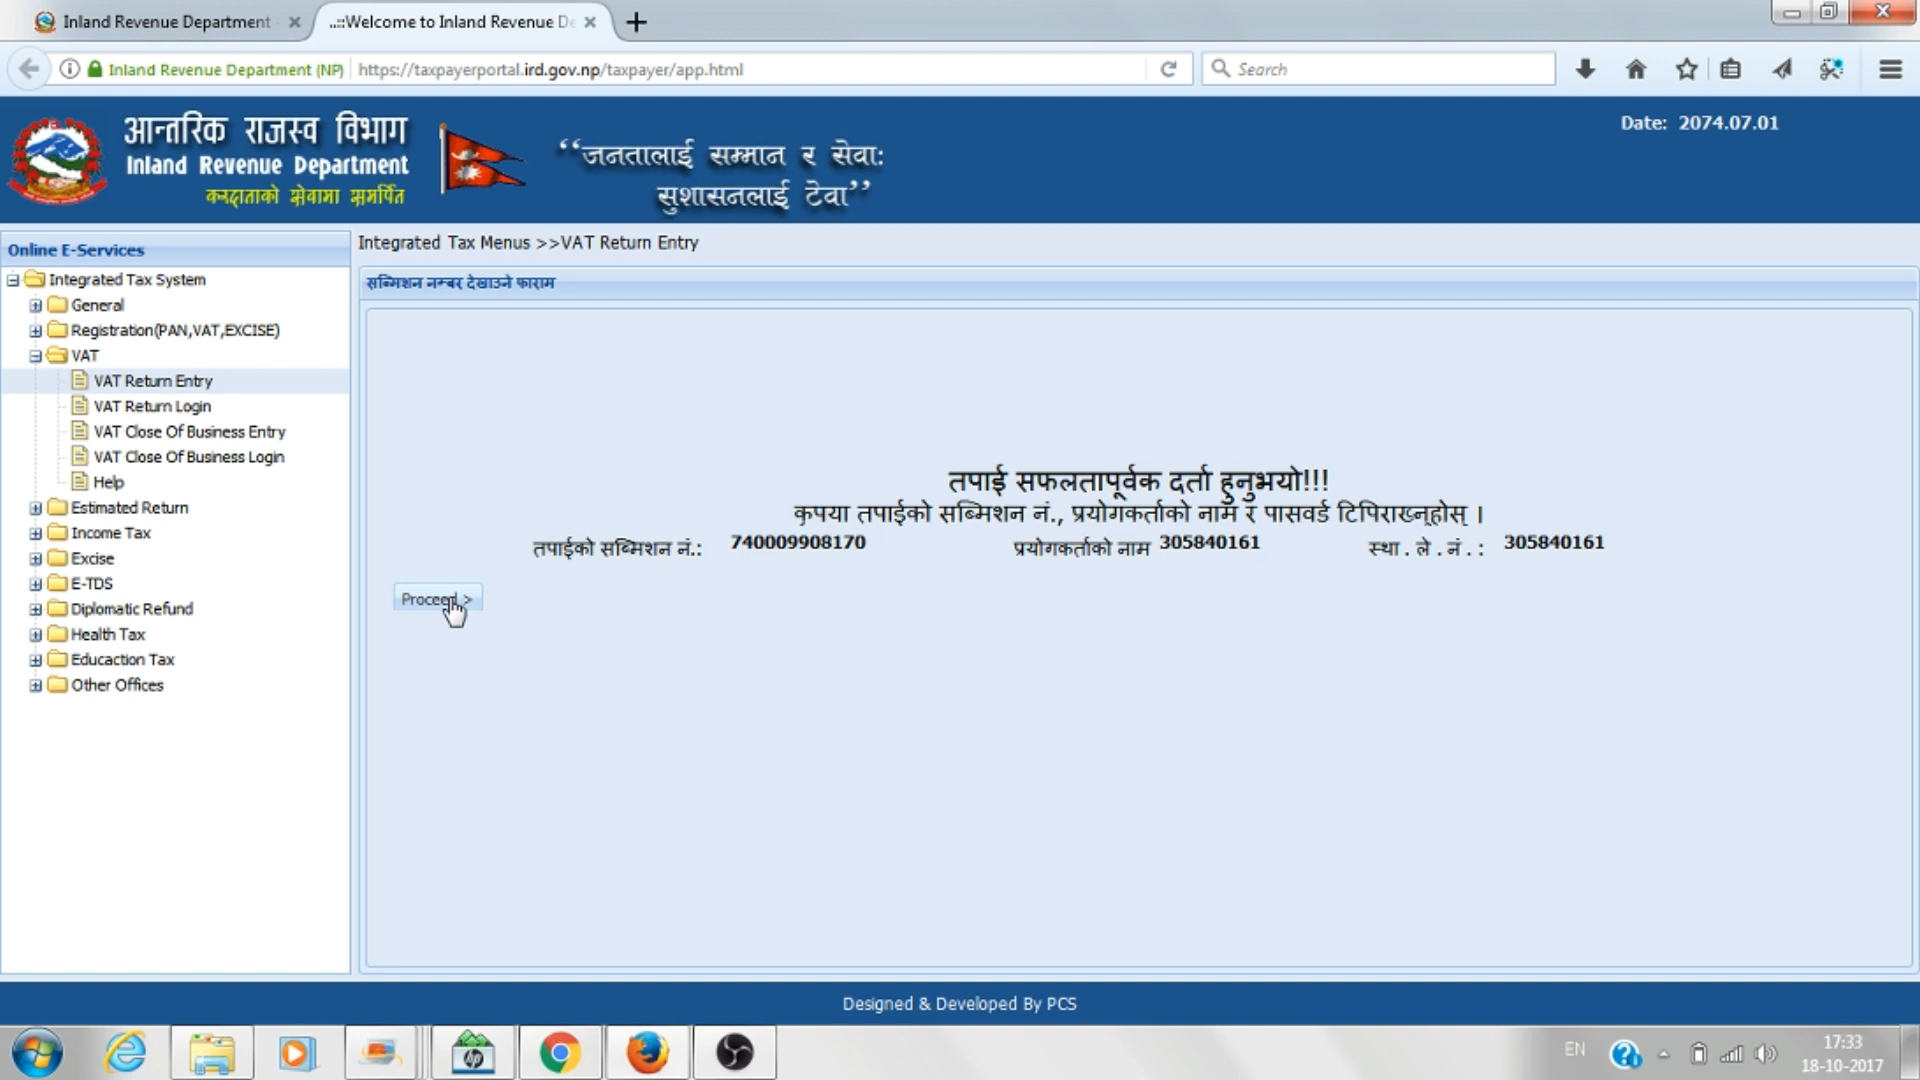 Inland Revenue Department
..::Welcome to Inland Revenue De
Inland Revenue Department (NP)
https://taxpayerportal.ird.gov.np/taxpayer/app.html
Search
आन्तरिक राजस्व विभाग
Inland Revenue Department
करदाताको सेवामा समर्पित
“जनतालाई सम्मान र सेवा:
सुशासनलाई टेवा”
Date: 2074.07.01
Online E-Services
Integrated Tax System
General
Registration(PAN,VAT,EXCISE)
VAT
VAT Return Entry
VAT Return Login
VAT Close Of Business Entry
VAT Close Of Business Login
Help
Estimated Return
Income Tax
Excise
E-TDS
Diplomatic Refund
Health Tax
Educaction Tax
Other Offices
Integrated Tax Menus >>VAT Return Entry
सब्मिशन नम्बर देखाउने फाराम
तपाई सफलतापूर्वक दर्ता हुनुभयो!!!
कृपया तपाईको सब्मिशन नं., प्रयोगकर्ताको नाम र पासवर्ड टिपिराख्नुहोस् |
तपाईको सब्मिशन नं.: 740009908170 प्रयोगकर्ताको नाम 305840161 स्था . ले . नं . : 305840161
Proceed >
Designed & Developed By PCS
hp
EN
17:33
18-10-2017